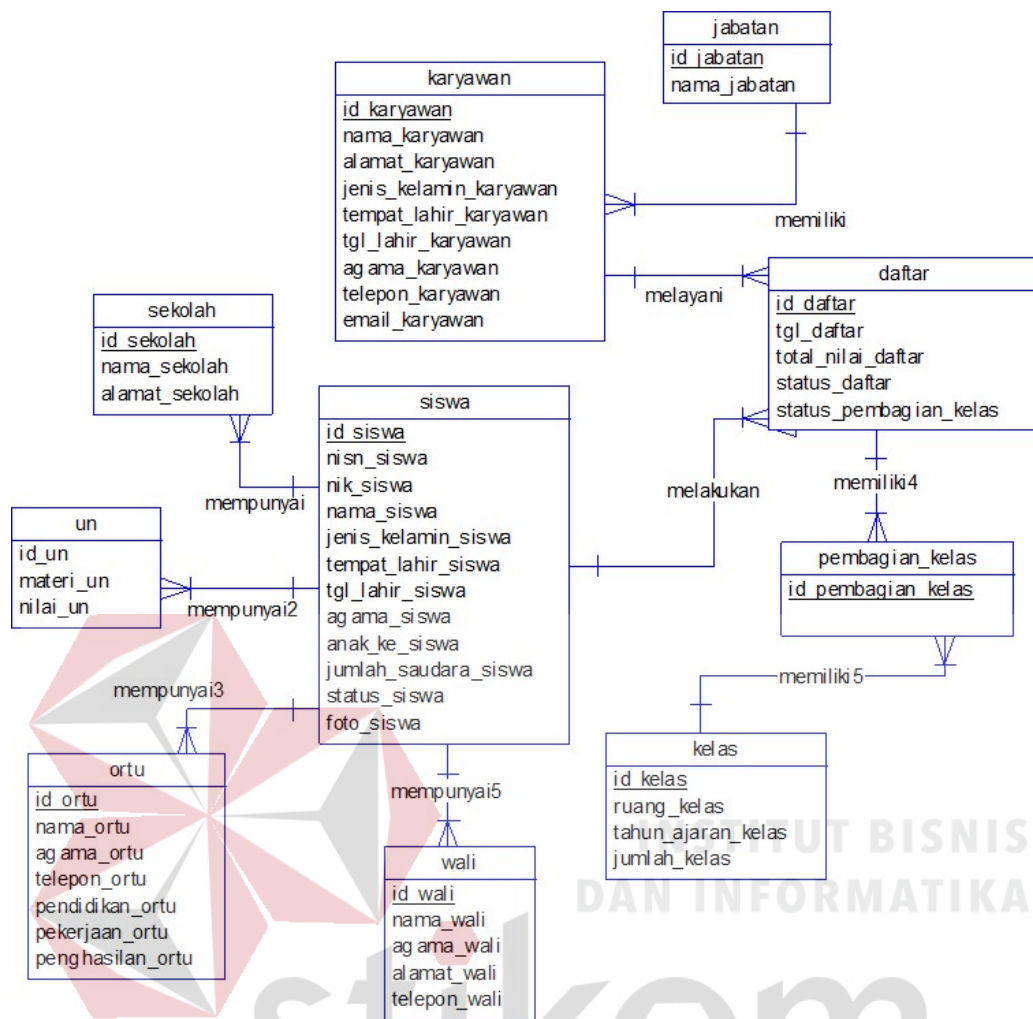 jabatan
id_jabatan
nama_jabatan
karyawan
id_karyawan
nama_karyawan
alamat_karyawan
jenis_kelamin_karyawan
tempat_lahir_karyawan
tgl_lahir_karyawan
agama_karyawan
telepon_karyawan
email_karyawan
memiliki
melayani
daftar
id_daftar
tgl_daftar
total_nilai_daftar
status_daftar
status_pembagian_kelas
sekolah
id_sekolah
nama_sekolah
alamat_sekolah
mempunyai
siswa
id_siswa
nisn_siswa
nik_siswa
nama_siswa
jenis_kelamin_siswa
tempat_lahir_siswa
tgl_lahir_siswa
agama_siswa
anak_ke_siswa
jumlah_saudara_siswa
status_siswa
foto_siswa
melakukan
memiliki4
un
id_un
materi_un
nilai_un
mempunyai2
pembagian_kelas
id_pembagian_kelas
memiliki5
mempunyai3
ortu
id_ortu
nama_ortu
agama_ortu
telepon_ortu
pendidikan_ortu
pekerjaan_ortu
penghasilan_ortu
mempunyai5
wali
id_wali
nama_wali
agama_wali
alamat_wali
telepon_wali
kelas
id_kelas
ruang_kelas
tahun_ajaran_kelas
jumlah_kelas
INSTITUT BISNIS
DAN INFORMATIKA
stikom